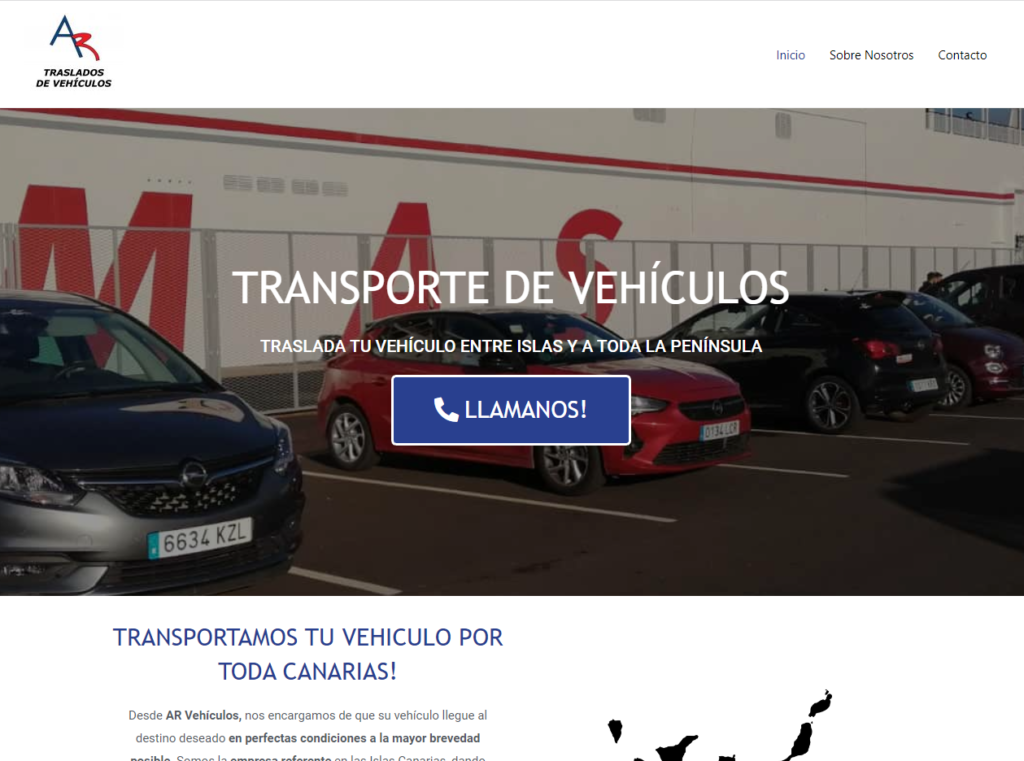 AR
TRASLADOS
DE VEHÍCULOS
Inicio
Sobre Nosotros
Contacto
M A S
TRANSPORTE DE VEHÍCULOS
TRASLADA TU VEHÍCULO ENTRE ISLAS Y A TODA LA PENÍNSULA
LLAMANOS!
0134 LCR
6634 KZL
TRANSPORTAMOS TU VEHICULO POR
TODA CANARIAS!
Desde AR Vehículos, nos encargamos de que su vehículo llegue al
destino deseado en perfectas condiciones a la mayor brevedad
posible. Somos la empresa referente en las Islas Canarias, dando